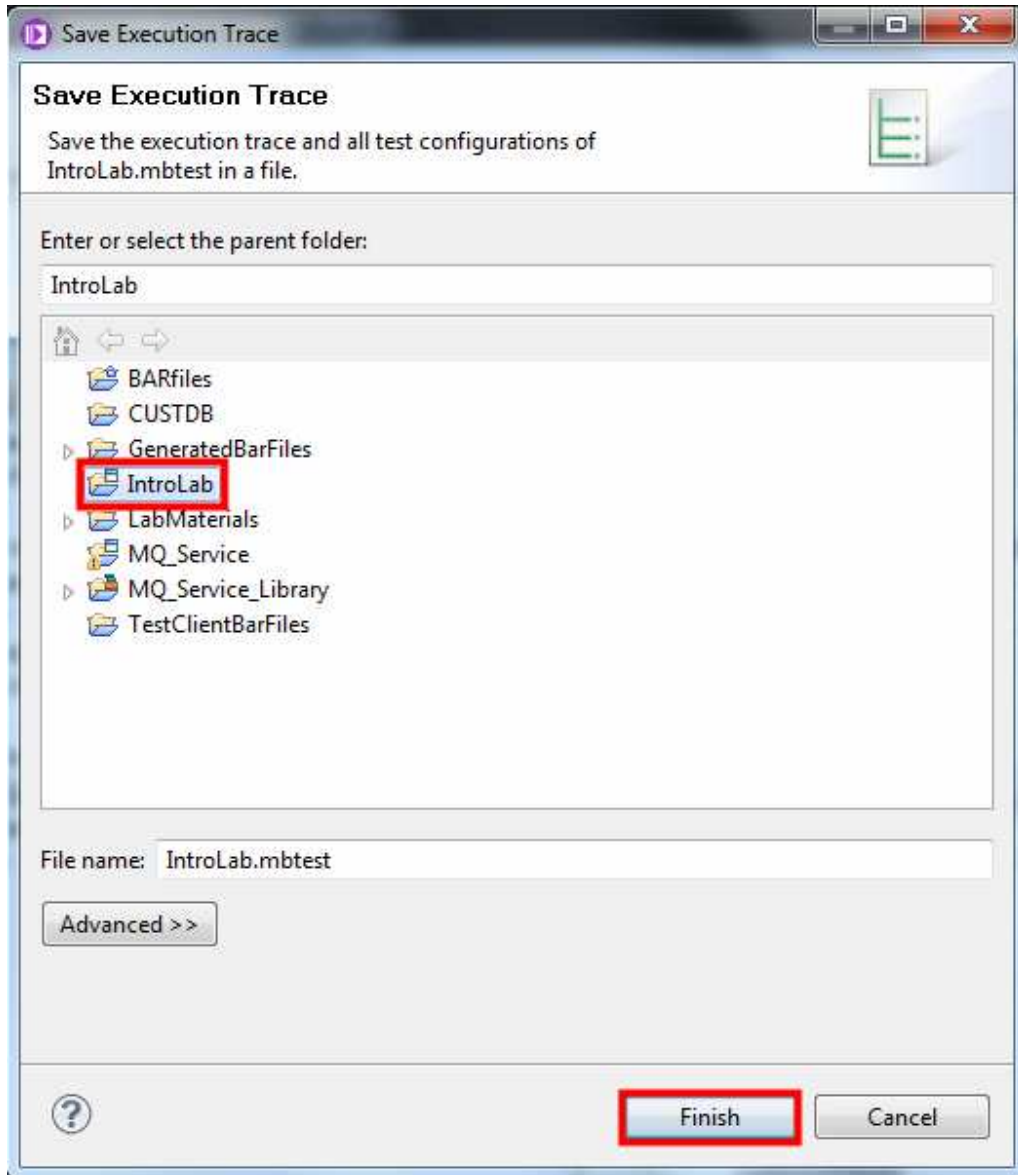 Save Execution Trace
Save Execution Trace
Save the execution trace and all test configurations of
IntroLab.mbtest in a file.
Enter or select the parent folder:
IntroLab
BARfiles
CUSTDB
GeneratedBarFiles
IntroLab
LabMaterials
MQ_Service
MQ_Service_Library
TestClientBarFiles
File name: IntroLab.mbtest
Advanced >>
Finish Cancel